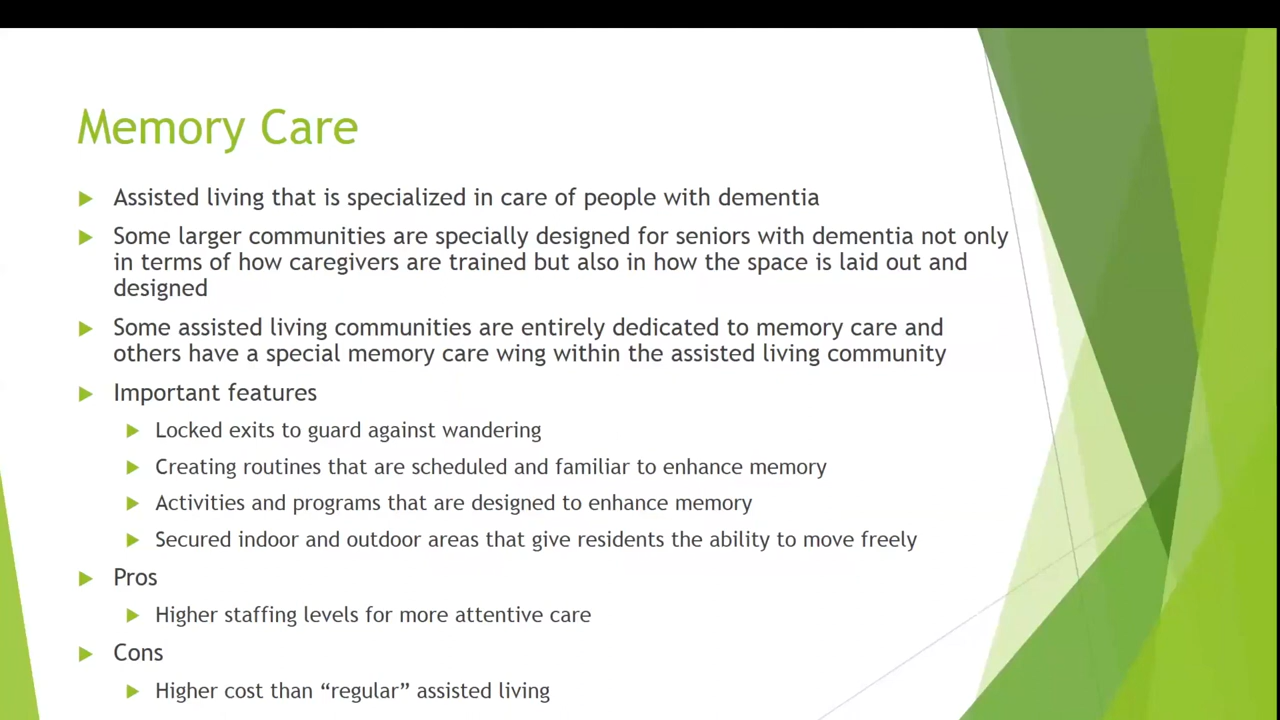 Memory Care
Assisted living that is specialized in care of people with dementia
Some larger communities are specially designed for seniors with dementia not only
in terms of how caregivers are trained but also in how the space is laid out and
designed
Some assisted living communities are entirely dedicated to memory care and
others have a special memory care wing within the assisted living community
Important features
Locked exits to guard against wandering
Creating routines that are scheduled and familiar to enhance memory
Activities and programs that are designed to enhance memory
Secured indoor and outdoor areas that give residents the ability to move freely
Pros
Higher staffing levels for more attentive care
Cons
Higher cost than “regular” assisted living